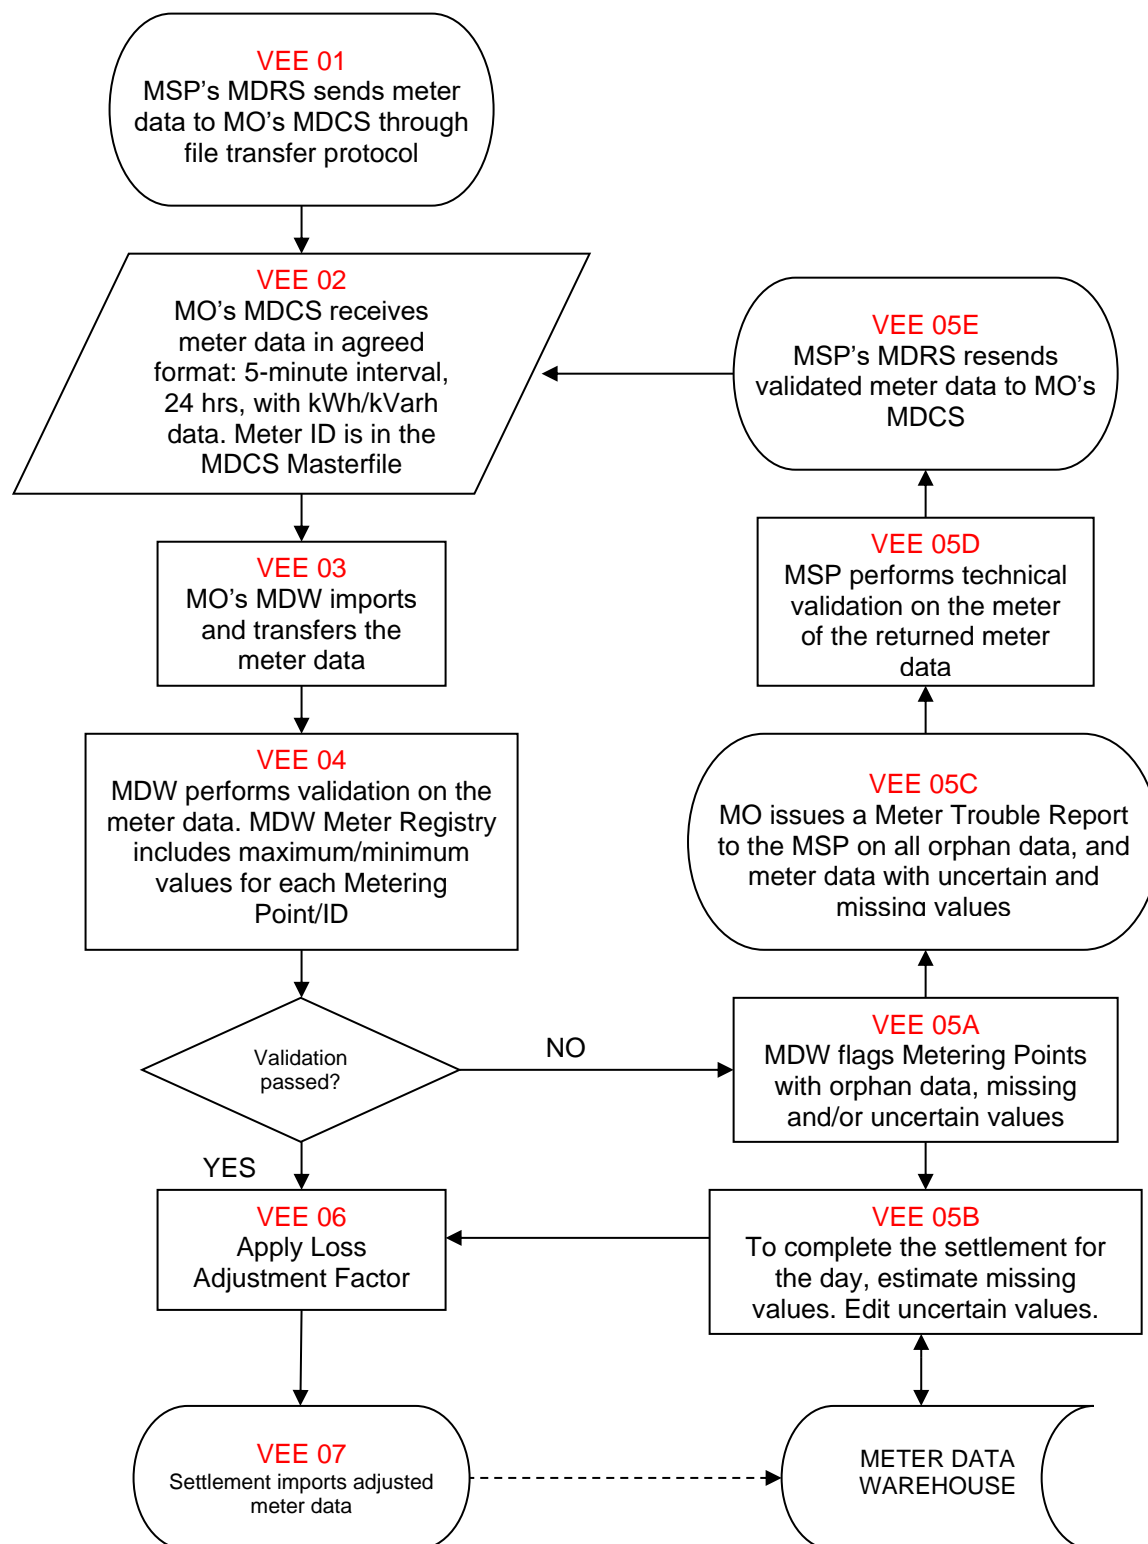 VEE 01
MSP's MDRS sends meter
data to MO's MDCS through
file transfer protocol
VEE 02
MO's MDCS receives
meter data in agreed
format: 5-minute interval,
24 hrs, with kWh/kVarh
data. Meter ID is in the
MDCS Masterfile
VEE 05E
MSP's MDRS resends
validated meter data to MO's
MDCS
VEE 03
MO's MDW imports
and transfers the
meter data
VEE 05D
MSP performs technical
validation on the meter
of the returned meter
data
VEE 04
MDW performs validation on the
meter data. MDW Meter Registry
includes maximum/minimum
values for each Metering
Point/ID
VEE 05C
MO issues a Meter Trouble Report
to the MSP on all orphan data, and
meter data with uncertain and
missing values
Validation
passed?
NO
YES
VEE 05A
MDW flags Metering Points
with orphan data, missing
and/or uncertain values
VEE 06
Apply Loss
Adjustment Factor
VEE 05B
To complete the settlement for
the day, estimate missing
values. Edit uncertain values.
VEE 07
Settlement imports adjusted
meter data
METER DATA
WAREHOUSE